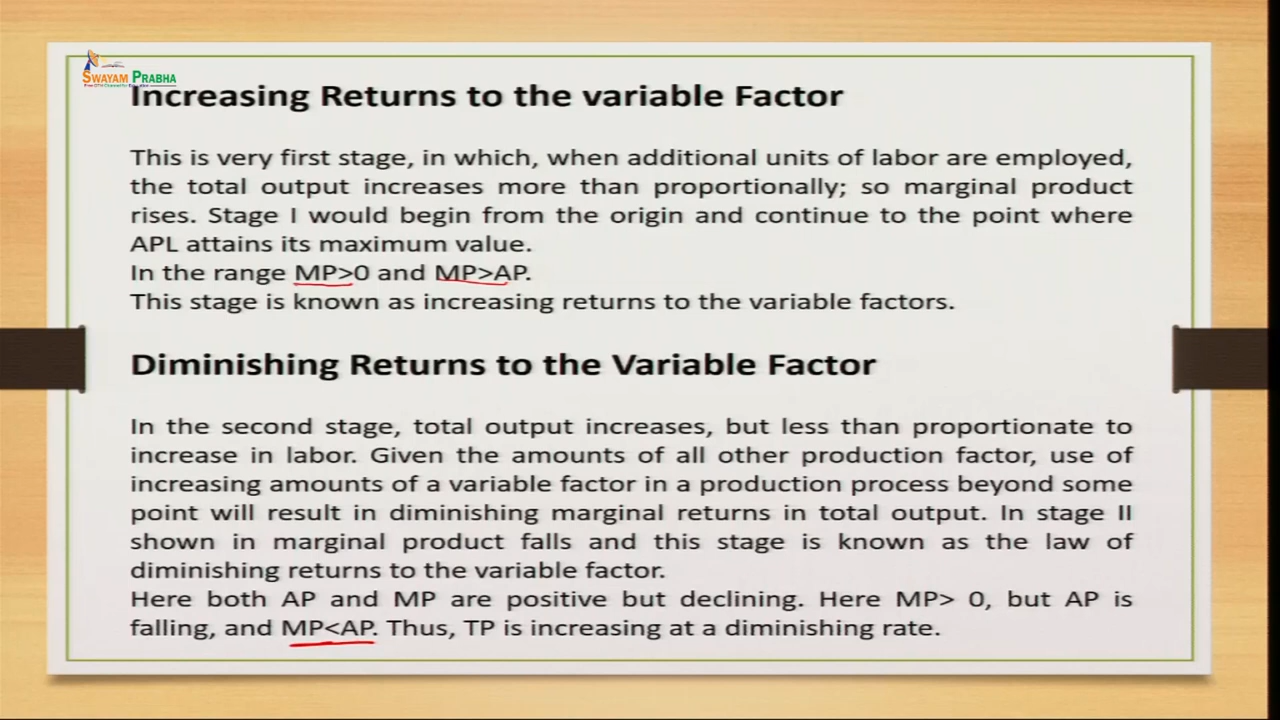 SWAYAM PRABHA
Increasing Returns to the variable Factor
This is very first stage, in which, when additional units of labor are employed,
the total output increases more than proportionally; so marginal product
rises. Stage I would begin from the origin and continue to the point where
APL attains its maximum value.
In the range MP>0 and MP>AP.
This stage is known as increasing returns to the variable factors.
Diminishing Returns to the Variable Factor
In the second stage, total output increases, but less than proportionate to
increase in labor. Given the amounts of all other production factor, use of
increasing amounts of a variable factor in a production process beyond some
point will result in diminishing marginal returns in total output. In stage II
shown in marginal product falls and this stage is known as the law of
diminishing returns to the variable factor.
Here both AP and MP are positive but declining. Here MP> 0, but AP is
falling, and MP<AP. Thus, TP is increasing at a diminishing rate.